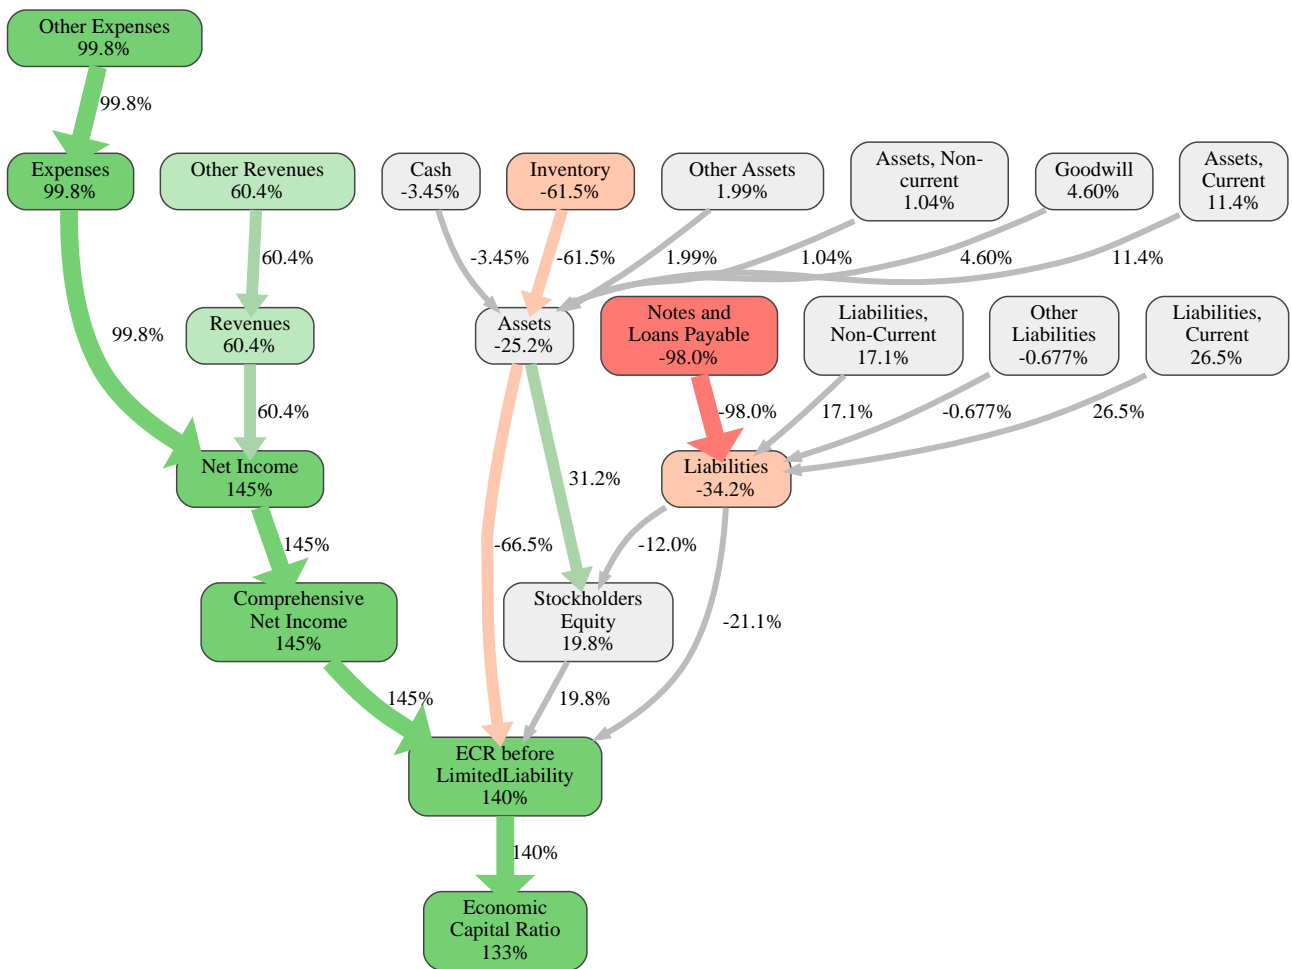 Other Expenses
99.8%
99.8%
Expenses
99.8%
Other Revenues
60.4%
Cash
-3.45%
Inventory
-61.5%
Other Assets
1.99%
Assets, Non-
current
1.04%
Goodwill
4.60%
Assets,
Current
11.4%
60.4%
-3.45%
-61.5%
1.99%
1.04%
4.60%
11.4%
99.8%
Revenues
60.4%
Assets
-25.2%
Notes and
Loans Payable
-98.0%
Liabilities,
Non-Current
17.1%
Other
Liabilities
-0.677%
Liabilities,
Current
26.5%
60.4%
-98.0%
17.1%
-0.677%
26.5%
Net Income
145%
31.2%
Liabilities
-34.2%
145%
-66.5%
-12.0%
Comprehensive
Net Income
145%
Stockholders
Equity
19.8%
-21.1%
145%
19.8%
ECR before
LimitedLiability
140%
140%
Economic
Capital Ratio
133%